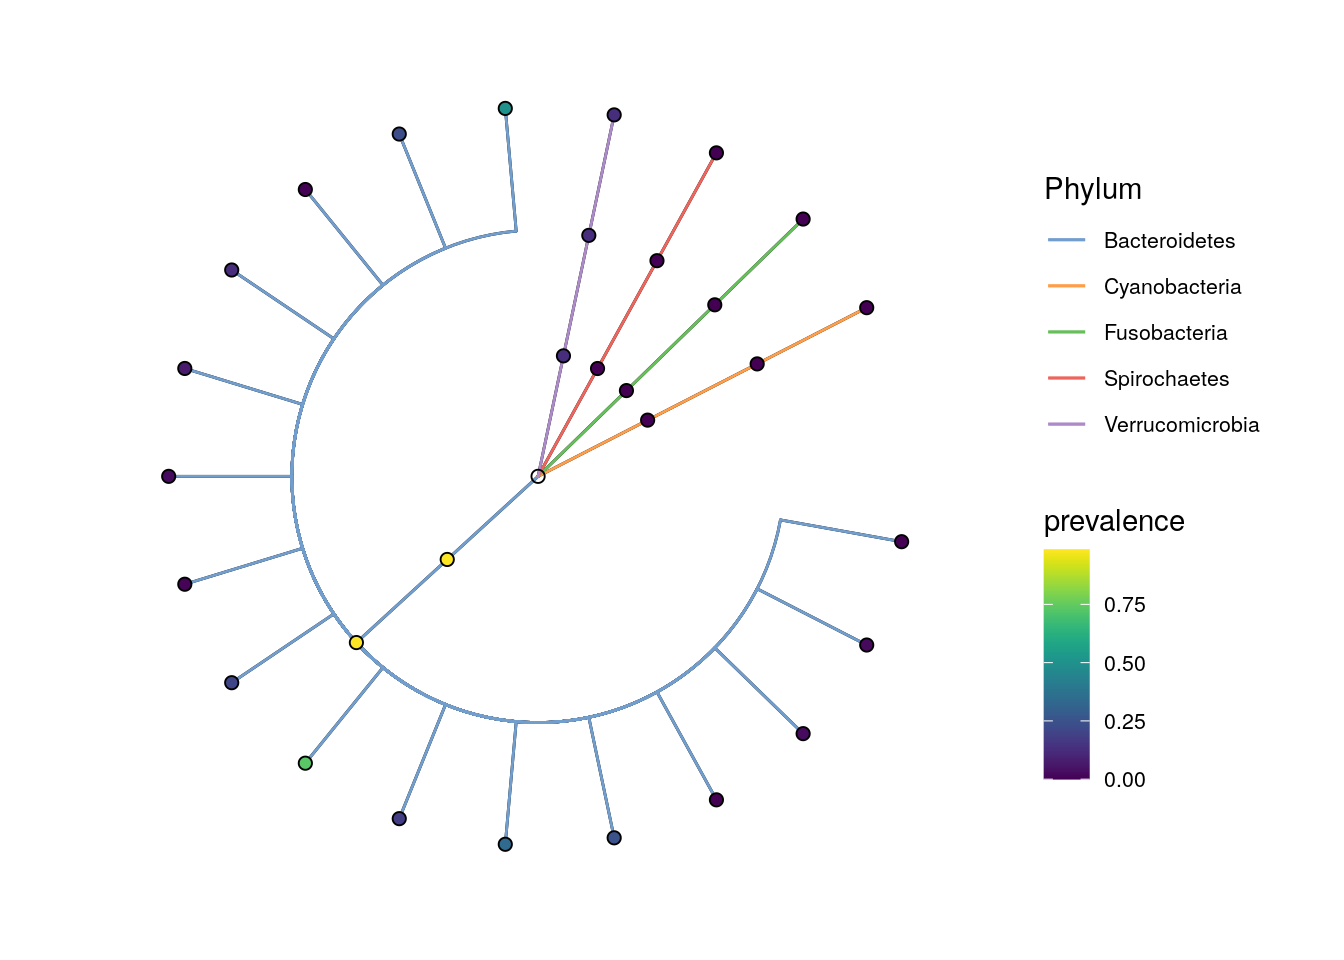 Phylum
Bacteroidetes
Cyanobacteria
Fusobacteria
Spirochaetes
Verrucomicrobia
prevalence
0.75
0.50
0.25
0.00